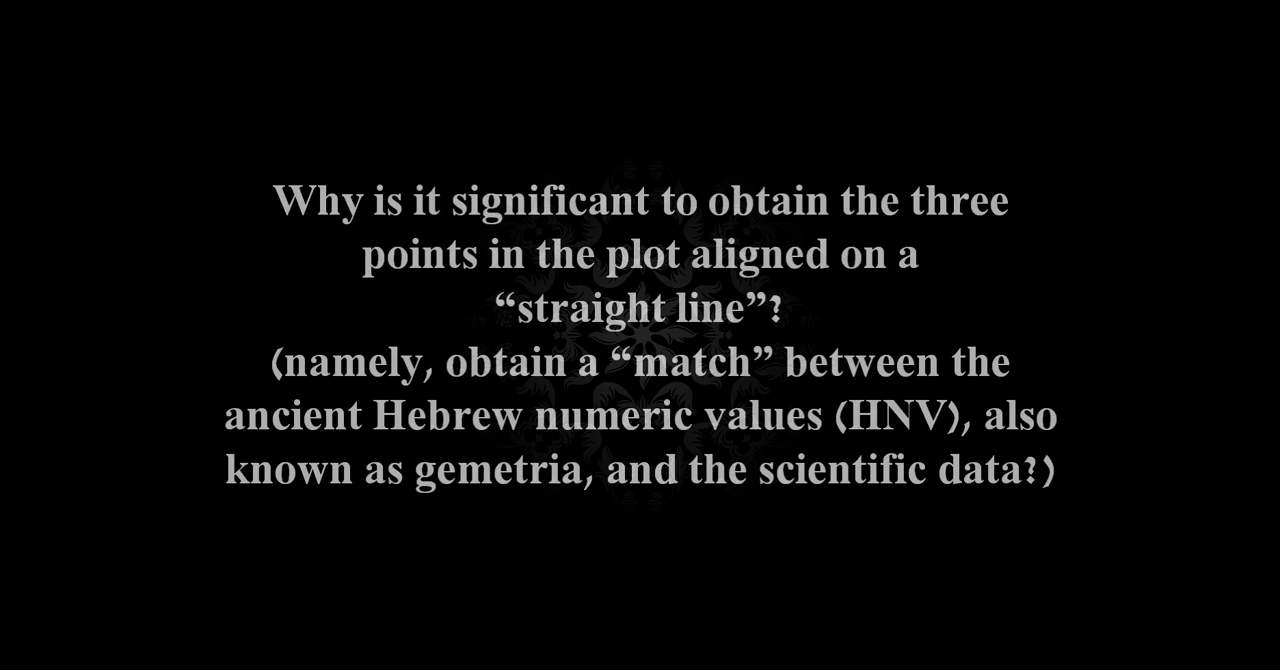 Why is it significant to obtain the three
points in the plot aligned on a
“straight line”?
(namely, obtain a “match” between the
ancient Hebrew numeric values (HNV), also
known as gemetria, and the scientific data?)